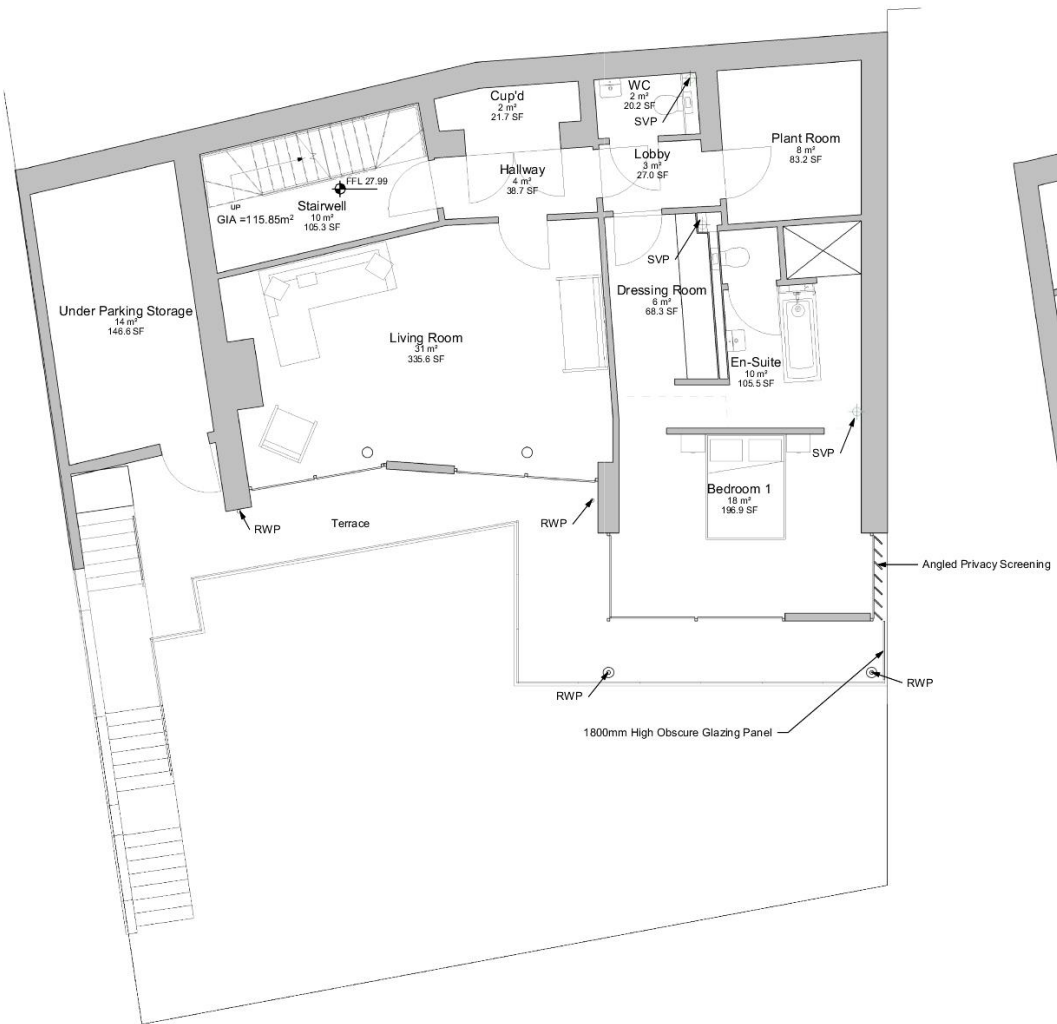 WC
2 m²
20.2 SF
SVP
Cup'd
2 m²
21.7 SF
Plant Room
8 m²
83.2 SF
Lobby
3 m²
27.0 SF
Hallway
4 m²
38.7 SF
FFL 27.99
UP
Stairwell
10 m²
105.3 SF
GIA =115.85m²
SVP
Dressing Room
6 m²
68.3 SF
Under Parking Storage
14 m²
146.6 SF
Living Room
31 m²
335.6 SF
En-Suite
10 m²
105.5 SF
SVP
Bedroom 1
18 m²
196.9 SF
RWP
Terrace
RWP
Angled Privacy Screening
RWP
RWP
1800mm High Obscure Glazing Panel